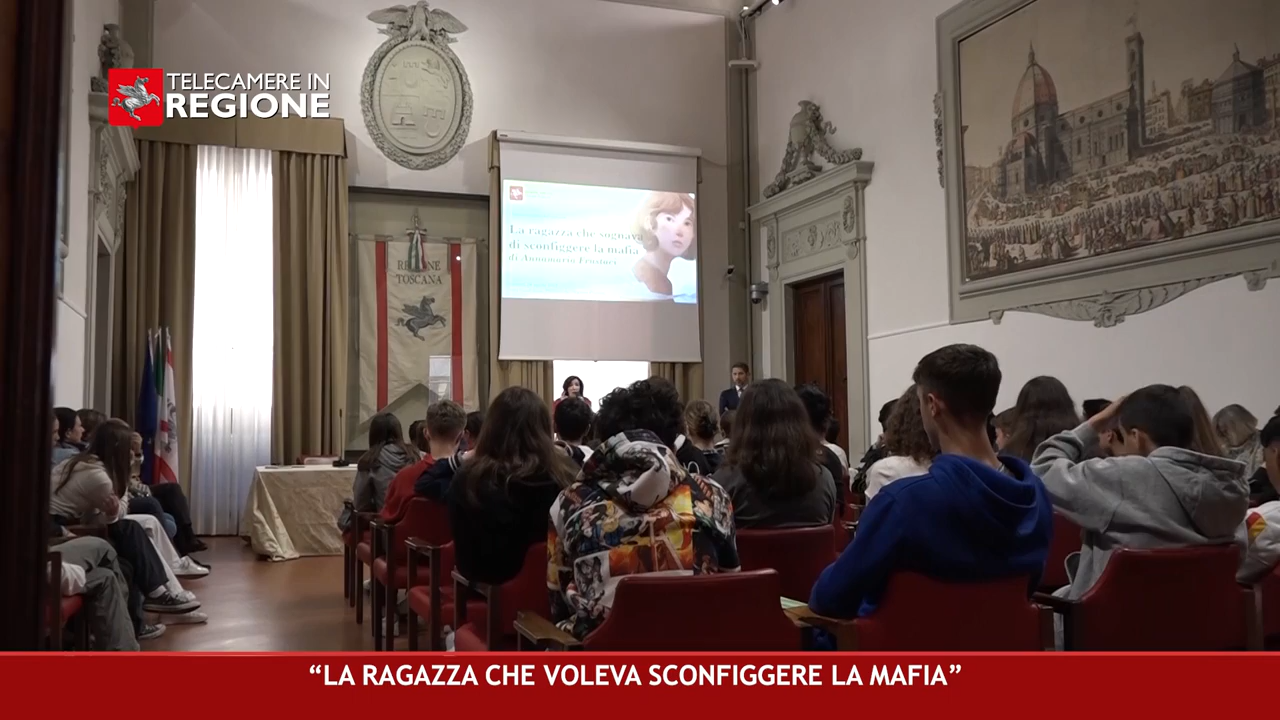 TELECAMERE IN
REGIONE
REGIONE
TOSCANA
La ragazza che sognava
di sconfiggere la mafia
“LA RAGAZZA CHE VOLEVA SCONFIGGERE LA MAFIA”